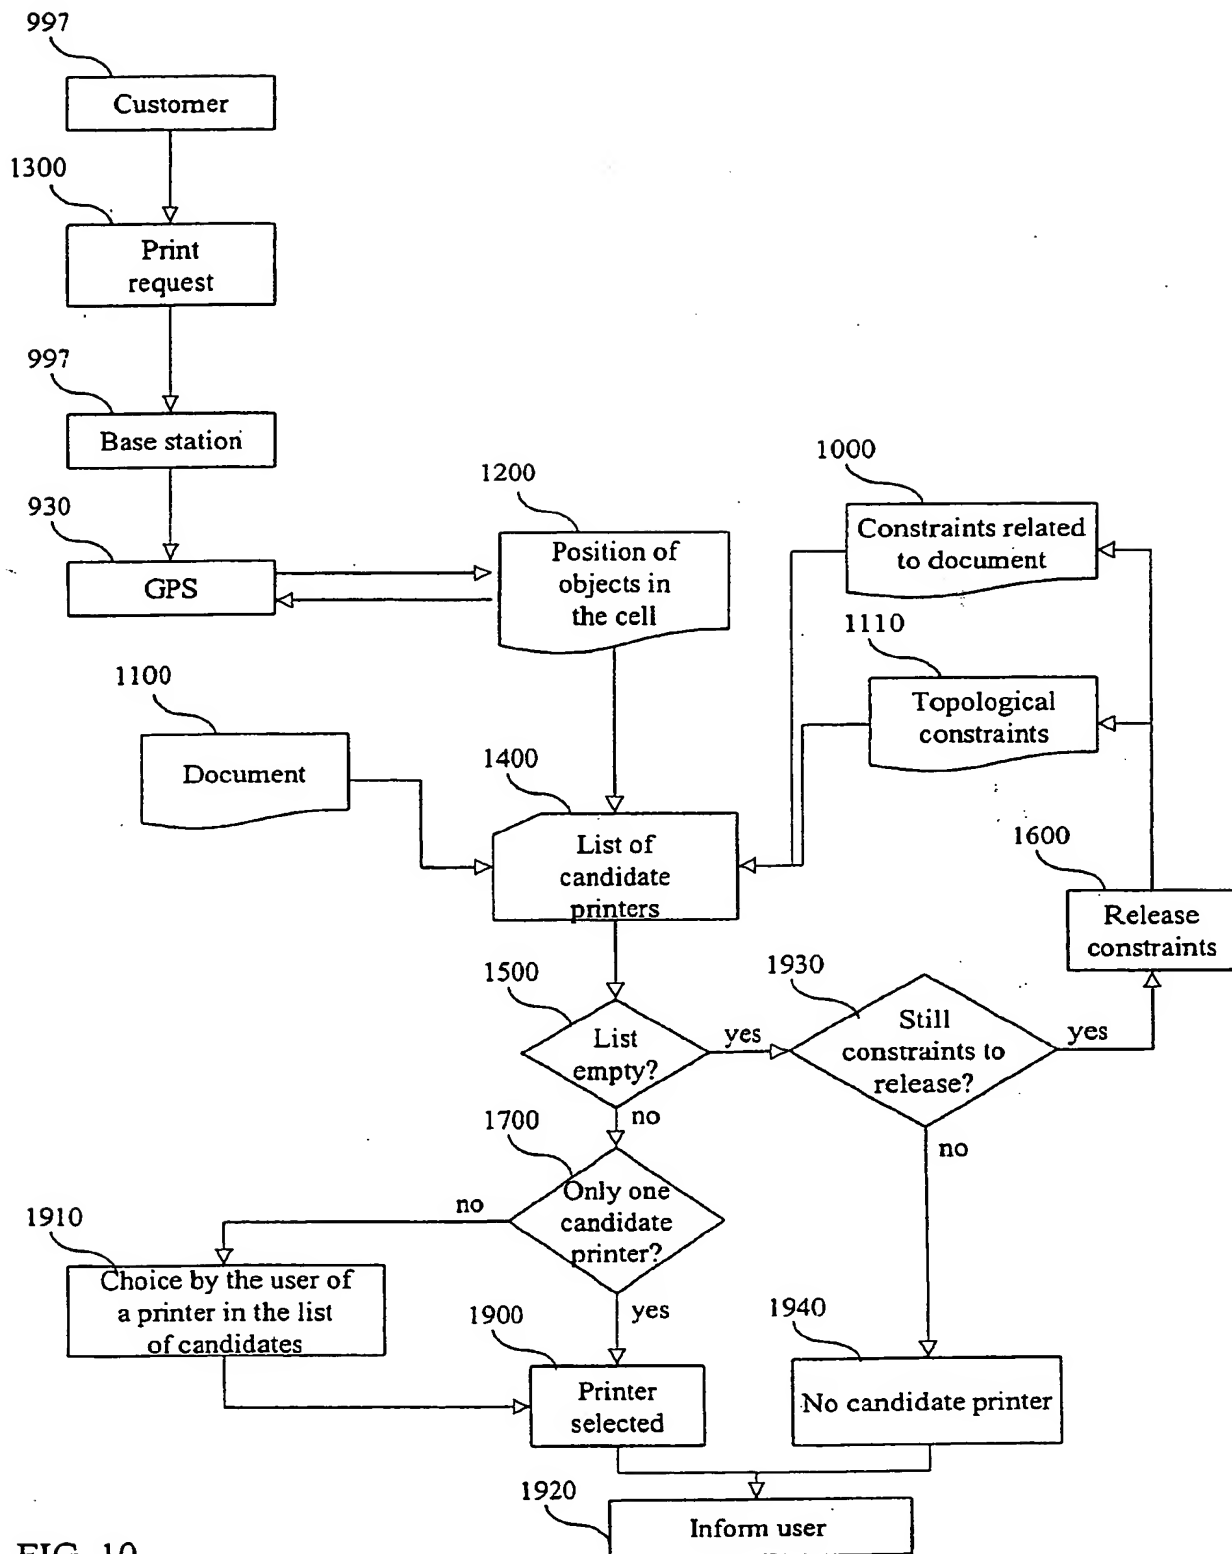 997
Customer
1300
Print
request
997
Base station
930
GPS
1200
Position of
objects in
the cell
1000
Constraints related
to document
1110
Topological
constraints
1100
Document
1400
List of
candidate
printers
1600
Release
constraints
1500
List
empty?
yes
1930
Still
constraints to
release?
yes
no
no
1700
Only one
candidate
printer?
no
yes
1910
Choice by the user of
a printer in the list
of candidates
1900
Printer
selected
1940
No candidate printer
1920
Inform user
FIG. 10